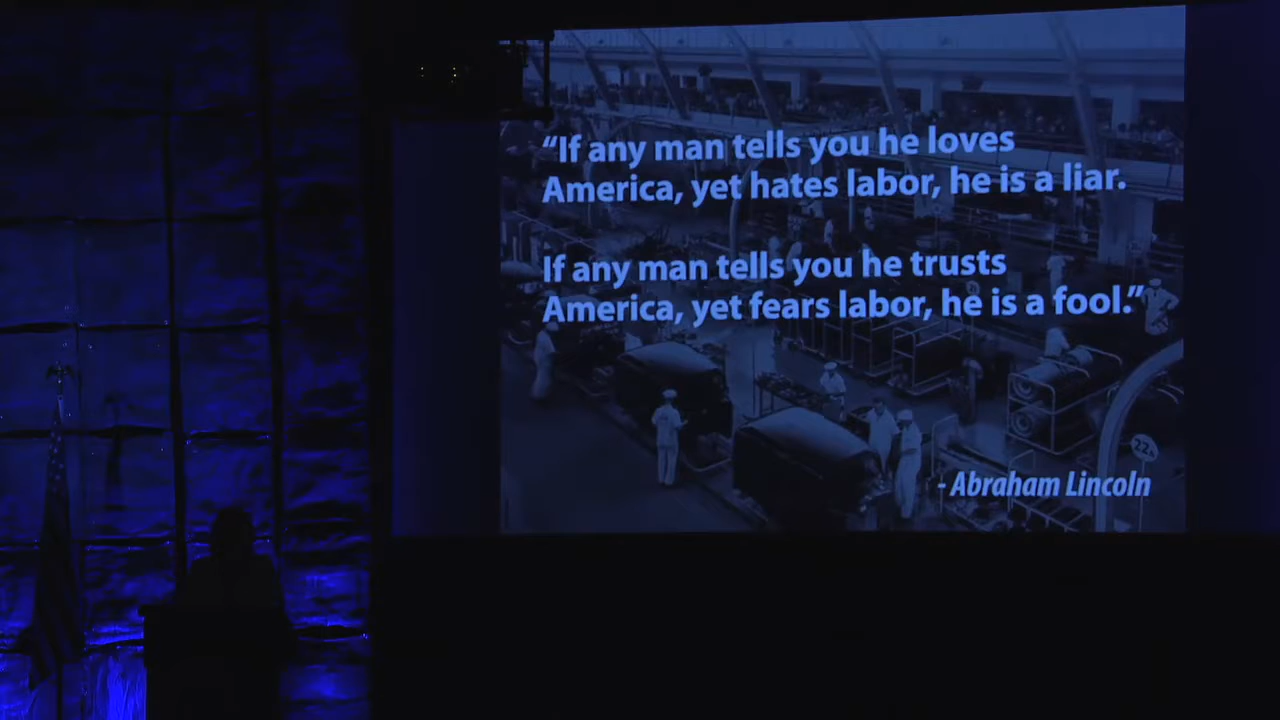 “If any man tells you he loves
America, yet hates labor, he is a liar.
If any man tells you he trusts
America, yet fears labor, he is a fool.”
22
- Abraham Lincoln